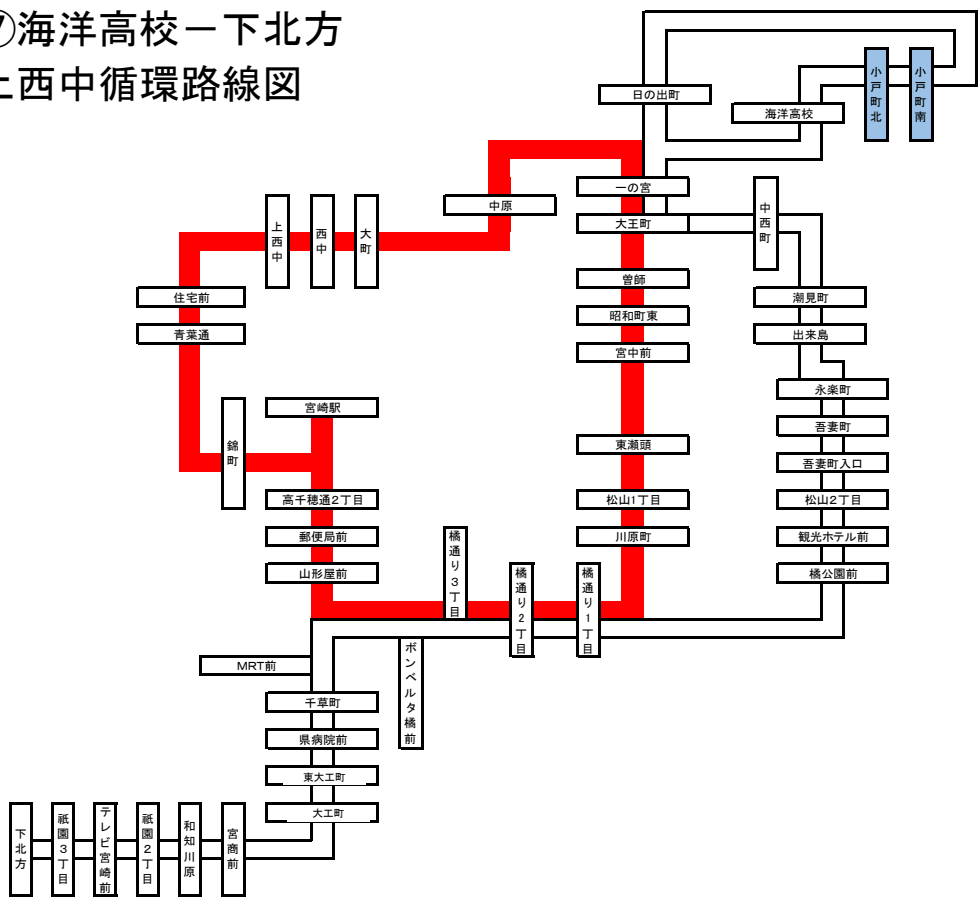 ⑦海洋高校－下北方
上西中循環路線図
日の出町
海洋高校
小戸町北
小戸町南
一の宮
中原
大王町
中西町
上西中
西中
大町
曽師
住宅前
潮見町
昭和町東
青葉通
出来島
宮中前
永楽町
宮崎駅
錦町
吾妻町
東瀬頭
吾妻町入口
高千穂通2丁目
松山1丁目
松山2丁目
郵便局前
川原町
観光ホテル前
橘通り3丁目
山形屋前
橘通り2丁目
橘通り1丁目
橘公園前
MRT前
ボンベルタ橘前
千草町
県病院前
東大工町
大工町
下北方
祇園3丁目
テレビ宮崎前
祇園2丁目
和知川原
宮商前